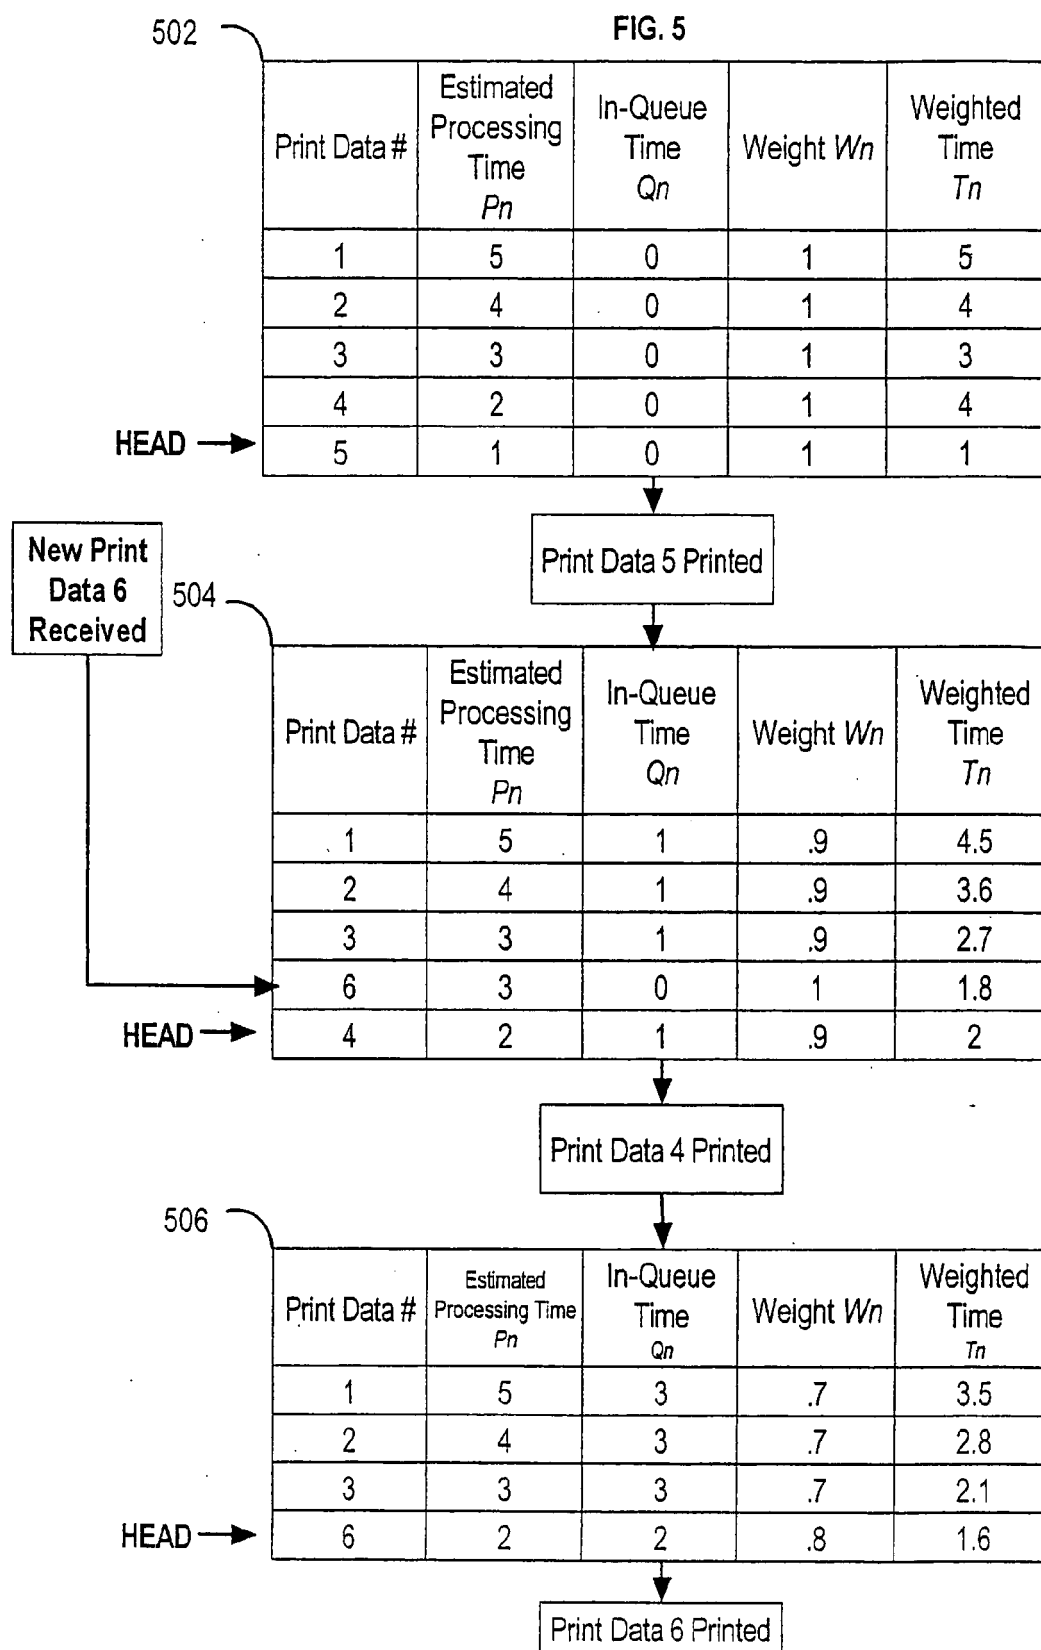 FIG. 5
502
Print Data #
Estimated
Processing
Time
Pn
In-Queue
Time
Qn
Weight Wn
Weighted
Time
Tn
1 5 0 1 5
2 4 0 1 4
3 3 0 1 3
4 2 0 1 4
HEAD
5 1 0 1 1
Print Data 5 Printed
New Print
Data 6
Received
504
Print Data #
Estimated
Processing
Time
Pn
In-Queue
Time
Qn
Weight Wn
Weighted
Time
Tn
1 5 1 .9 4.5
2 4 1 .9 3.6
3 3 1 .9 2.7
6 3 0 1 1.8
HEAD
4 2 1 .9 2
Print Data 4 Printed
506
Print Data #
Estimated
Processing Time
Pn
In-Queue
Time
Qn
Weight Wn
Weighted
Time
Tn
1 5 3 .7 3.5
2 4 3 .7 2.8
3 3 3 .7 2.1
HEAD
6 2 2 .8 1.6
Print Data 6 Printed